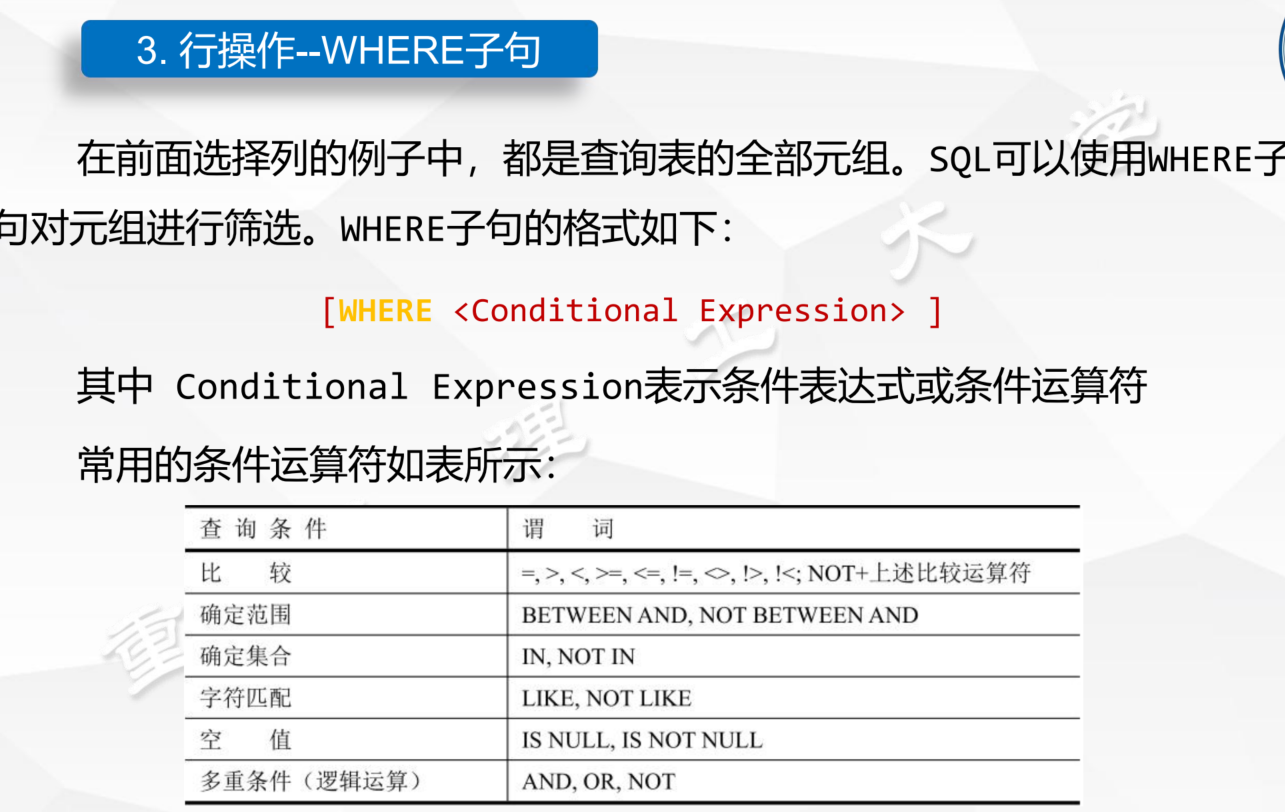 3. 行操作--WHERE子句
在前面选择列的例子中，都是查询表的全部元组。SQL可以使用WHERE子
句对元组进行筛选。WHERE子句的格式如下：
[WHERE <Conditional Expression> ]
其中 Conditional Expression表示条件表达式或条件运算符
常用的条件运算符如表所示：
查 询 条 件 谓 词
比 较 =, >, <, >=, <=, !=, <>, !>, !<; NOT+上述比较运算符
确定范围 BETWEEN AND, NOT BETWEEN AND
确定集合 IN, NOT IN
字符匹配 LIKE, NOT LIKE
空 值 IS NULL, IS NOT NULL
多重条件（逻辑运算） AND, OR, NOT